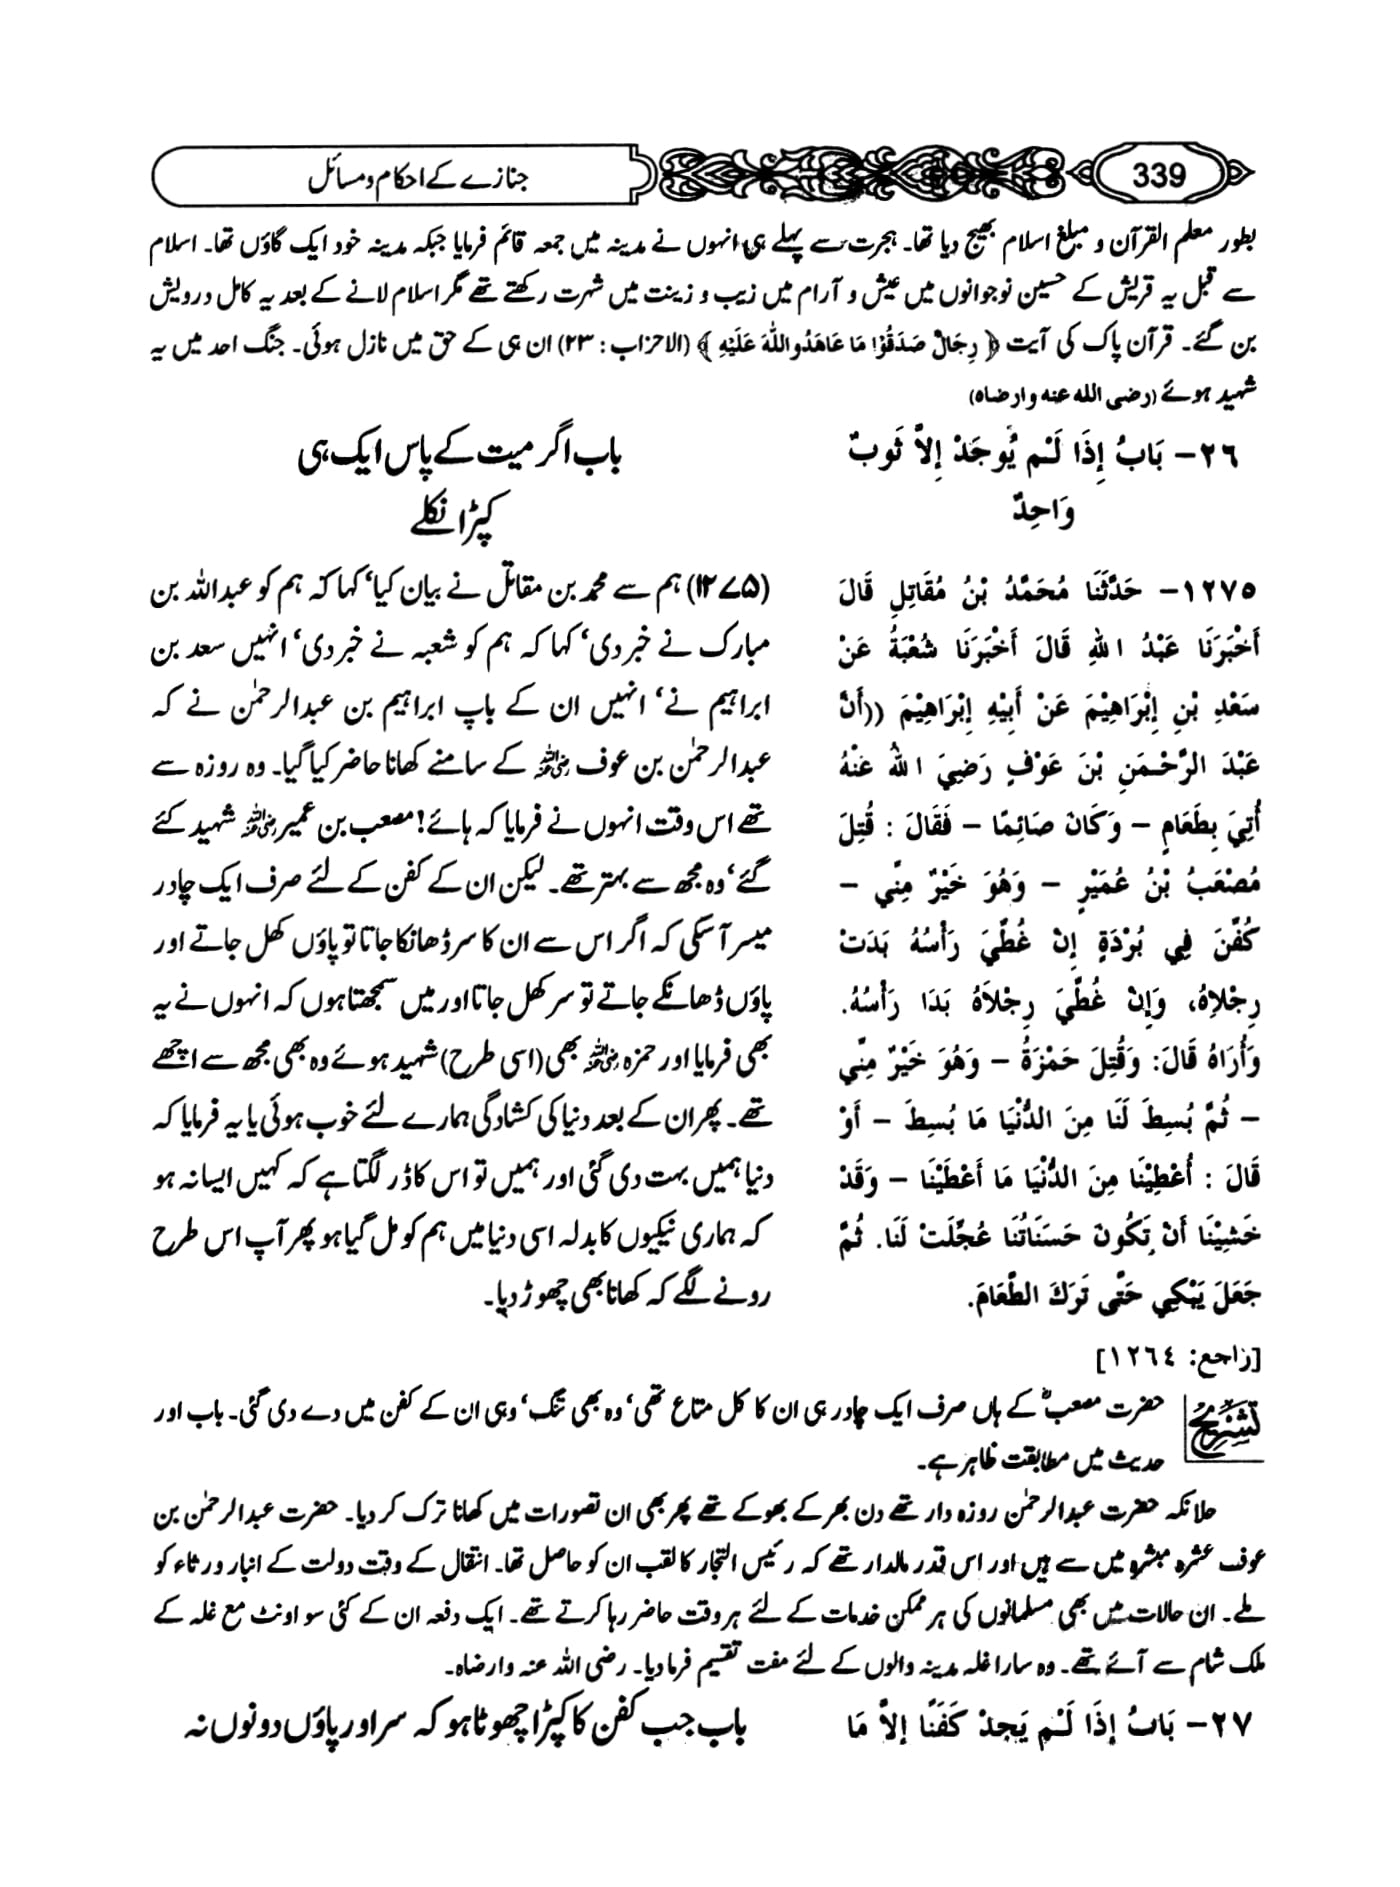 339
جنازے کے احکام و مسائل
بطور معلم القرآن و مبلغ اسلام بھیج دیا تھا۔ ہجرت سے پہلے ہی انہوں نے مدینہ میں جمعہ قائم فرمایا جبکہ مدینہ خود ایک گاؤں تھا۔ اسلام
سے قبل یہ قریش کے حسین نوجوانوں میں عیش و آرام میں زیب و زینت میں شہرت رکھتے تھے مگر اسلام لانے کے بعد یہ کامل درویش
بن گئے۔ قرآن پاک کی آیت ﴿ رِجَالٌ صَدَقُوْا مَا عَاهَدُوا اللّٰهَ عَلَيْهِ ﴾ (الاحزاب : ۲۳) ان ہی کے حق میں نازل ہوئی۔ جنگ احد میں یہ
شہید ہوئے (رضی الله عنه و ارضاه)
٢٦- بَابُ إِذَا لَمْ يُوجَدْ إِلاَّ ثَوبٌ
وَاحِدٌ
باب اگر میت کے پاس ایک ہی
کپڑا نکلے
١٢٧٥- حَدَّثَنَا مُحَمَّدُ بْنُ مُقَاتِلٍ قَالَ
أَخْبَرَنَا عَبْدُ اللهِ قَالَ أَخْبَرَنَا شُعْبَةُ عَنْ
سَعْدِ بْنِ إِبْرَاهِيْمَ عَنْ أَبِيْهِ إِبْرَاهِيْمَ ((أَنَّ
عَبْدَ الرَّحْمَنِ بْنَ عَوْفٍ رَضِيَ اللهُ عَنْهُ
أُتِيَ بِطَعَامٍ – وَكَانَ صَائِمًا – فَقَالَ : قُتِلَ
مُصْعَبُ بْنُ عُمَيْرٍ – وَهُوَ خَيْرٌ مِنِّي –
كُفِّنَ فِي بُرْدَةٍ إِنْ غُطِّيَ رَأْسُهُ بَدَتْ
رِجْلاِهُ، وَإِنْ غُطِّيَ رِجْلاَهُ بَدَا رَأْسُهُ.
وَأُرَاهُ قَالَ: وَقُتِلَ حَمْزَةُ – وَهُوَ خَيْرٌ مِنِّي
– ثُمَّ بُسِطَ لَنَا مِنَ الدُّنْيَا مَا بُسِطَ – أَوْ
قَالَ : أُعْطِيْنَا مِنَ الدُّنْيَا مَا أُعْطَيْنَا – وَقَدْ
خَشِيْنَا أَنْ تَكُونَ حَسَنَاتُنَا عُجِّلَتْ لَنَا. ثُمَّ
جَعَلَ يَبْكِي حَتَّى تَرَكَ الطَّعَامَ.
[راجع: ١٢٦٤]
(۱۲۷۵) ہم سے محمد بن مقاتل نے بیان کیا‘ کہا کہ ہم کو عبداللہ بن
مبارک نے خبر دی‘ کہا کہ ہم کو شعبہ نے خبر دی‘ انہیں سعد بن
ابراہیم نے‘ انہیں ان کے باپ ابراہیم بن عبدالرحمٰن نے کہ
عبدالرحمٰن بن عوف رضی اللہ عنہ کے سامنے کھانا حاضر کیا گیا۔ وہ روزہ سے
تھے اس وقت انہوں نے فرمایا کہ ہائے! مصعب بن عمیر رضی اللہ عنہ شہید کئے
گئے‘ وہ مجھ سے بہتر تھے۔ لیکن ان کے کفن کے لئے صرف ایک چادر
میسر آ سکی کہ اگر اس سے ان کا سر ڈھانکا جاتا تو پاؤں کھل جاتے اور
پاؤں ڈھانکے جاتے تو سر کھل جاتا اور میں سمجھتا ہوں کہ انہوں نے یہ
بھی فرمایا اور حمزہ رضی اللہ عنہ بھی (اسی طرح) شہید ہوئے وہ بھی مجھ سے اچھے
تھے۔ پھر ان کے بعد دنیا کی کشادگی ہمارے لئے خوب ہوئی یا یہ فرمایا کہ
دنیا ہمیں بہت دی گئی اور ہمیں تو اس کا ڈر لگتا ہے کہ کہیں ایسا نہ ہو
کہ ہماری نیکیوں کا بدلہ اسی دنیا میں ہم کو مل گیا ہو پھر آپ اس طرح
رونے لگے کہ کھانا بھی چھوڑ دیا۔
تشریح
حضرت مصعبؓ کے ہاں صرف ایک چادر ہی ان کا کل متاع تھی‘ وہ بھی تنگ‘ وہی ان کے کفن میں دے دی گئی۔ باب اور
حدیث میں مطابقت ظاہر ہے۔
حلانکہ حضرت عبدالرحمٰن روزہ دار تھے دن بھر کے بھوکے تھے پھر بھی ان تصورات میں کھانا ترک کر دیا۔ حضرت عبدالرحمٰن بن
عوف عشرہ مبشرہ میں سے ہیں اور اس قدر مالدار تھے کہ رئیس التجار کا لقب ان کو حاصل تھا۔ انتقال کے وقت دولت کے انبار ورثاء کو
ملے۔ ان حالات میں بھی مسلمانوں کی ہر ممکن خدمات کے لئے ہر وقت حاضر رہا کرتے تھے۔ ایک دفعہ ان کے کئی سو اونٹ مع غلہ کے
ملک شام سے آئے تھے۔ وہ سارا غلہ مدینہ والوں کے لئے مفت تقسیم فرما دیا۔ رضی اللہ عنہ وارضاہ۔
٢٧- بَابُ إِذَا لَمْ يَجِدْ كَفَنًا إِلاَّ مَا
باب جب کفن کا کپڑا چھوٹا ہو کہ سر اور پاؤں دونوں نہ